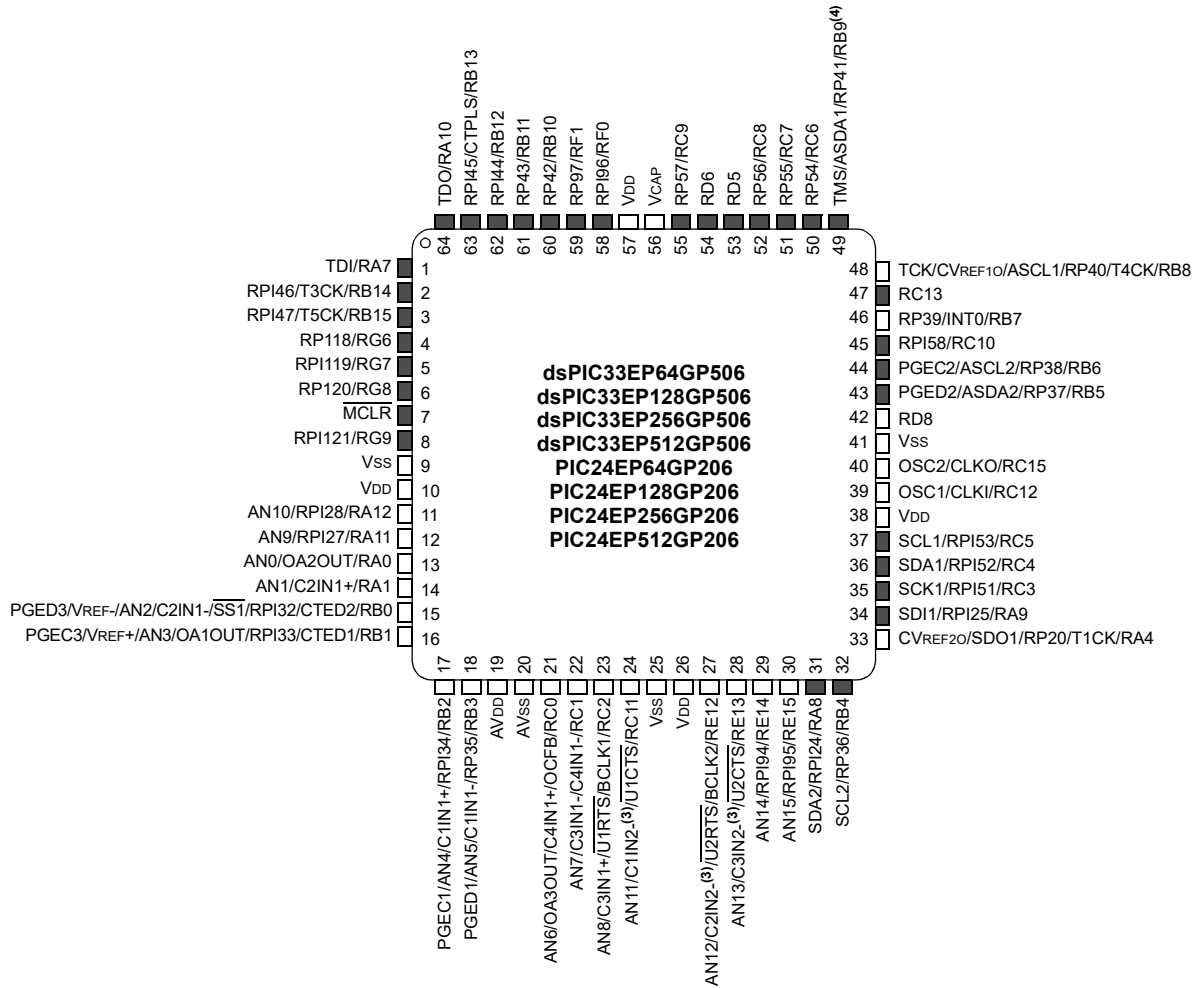 TDO/RA10
RPI45/CTPLS/RB13
RPI44/RB12
RP43/RB11
RP42/RB10
RP97/RF1
RPI96/RF0
VDD
VCAP
RP57/RC9
RD6
RD5
RP56/RC8
RP55/RC7
RP54/RC6
TMS/ASDA1/RP41/RB9(4)
64 63 62 61 60 59 58 57 56 55 54 53 52 51 50 49
TDI/RA7 1
RPI46/T3CK/RB14 2
RPI47/T5CK/RB15 3
RP118/RG6 4
RPI119/RG7 5
RP120/RG8 6
MCLR 7
RPI121/RG9 8
VSS 9
VDD 10
AN10/RPI28/RA12 11
AN9/RPI27/RA11 12
AN0/OA2OUT/RA0 13
AN1/C2IN1+/RA1 14
PGED3/VREF-/AN2/C2IN1-/SS1/RPI32/CTED2/RB0 15
PGEC3/VREF+/AN3/OA1OUT/RPI33/CTED1/RB1 16
dsPIC33EP64GP506
dsPIC33EP128GP506
dsPIC33EP256GP506
dsPIC33EP512GP506
PIC24EP64GP206
PIC24EP128GP206
PIC24EP256GP206
PIC24EP512GP206
48 TCK/CVREF1O/ASCL1/RP40/T4CK/RB8
47 RC13
46 RP39/INT0/RB7
45 RPI58/RC10
44 PGEC2/ASCL2/RP38/RB6
43 PGED2/ASDA2/RP37/RB5
42 RD8
41 VSS
40 OSC2/CLKO/RC15
39 OSC1/CLKI/RC12
38 VDD
37 SCL1/RPI53/RC5
36 SDA1/RPI52/RC4
35 SCK1/RPI51/RC3
34 SDI1/RPI25/RA9
33 CVREF2O/SDO1/RP20/T1CK/RA4
17 18 19 20 21 22 23 24 25 26 27 28 29 30 31 32
PGEC1/AN4/C1IN1+/RPI34/RB2
PGED1/AN5/C1IN1-/RP35/RB3
AVDD
AVSS
AN6/OA3OUT/C4IN1+/OCFB/RC0
AN7/C3IN1-/C4IN1-/RC1
AN8/C3IN1+/U1RTS/BCLK1/RC2
AN11/C1IN2-(3)/U1CTS/RC11
VSS
VDD
AN12/C2IN2-(3)/U2RTS/BCLK2/RE12
AN13/C3IN2-(3)/U2CTS/RE13
AN14/RPI94/RE14
AN15/RPI95/RE15
SDA2/RPI24/RA8
SCL2/RP36/RB4